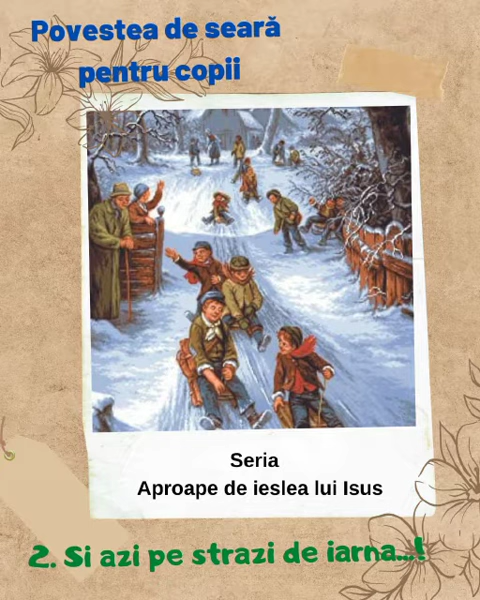 Povestea de seară
pentru copii
Seria
Aproape de ieslea lui Isus
2. Si azi pe strazi de iarna...!